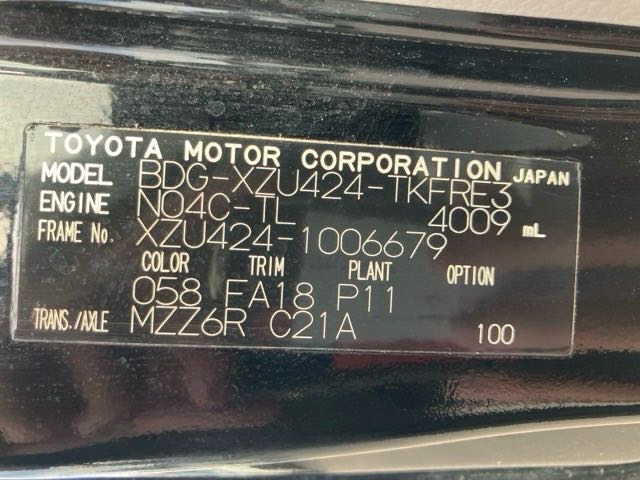 TOYOTA MOTOR CORPORATION JAPAN
MODEL BDG-XZU424-TKFRE3
ENGINE N04C-TL 4009 mL
FRAME No. XZU424-1006679
COLOR TRIM PLANT OPTION
058 FA18 P11
TRANS./AXLE MZZ6R C21A 100